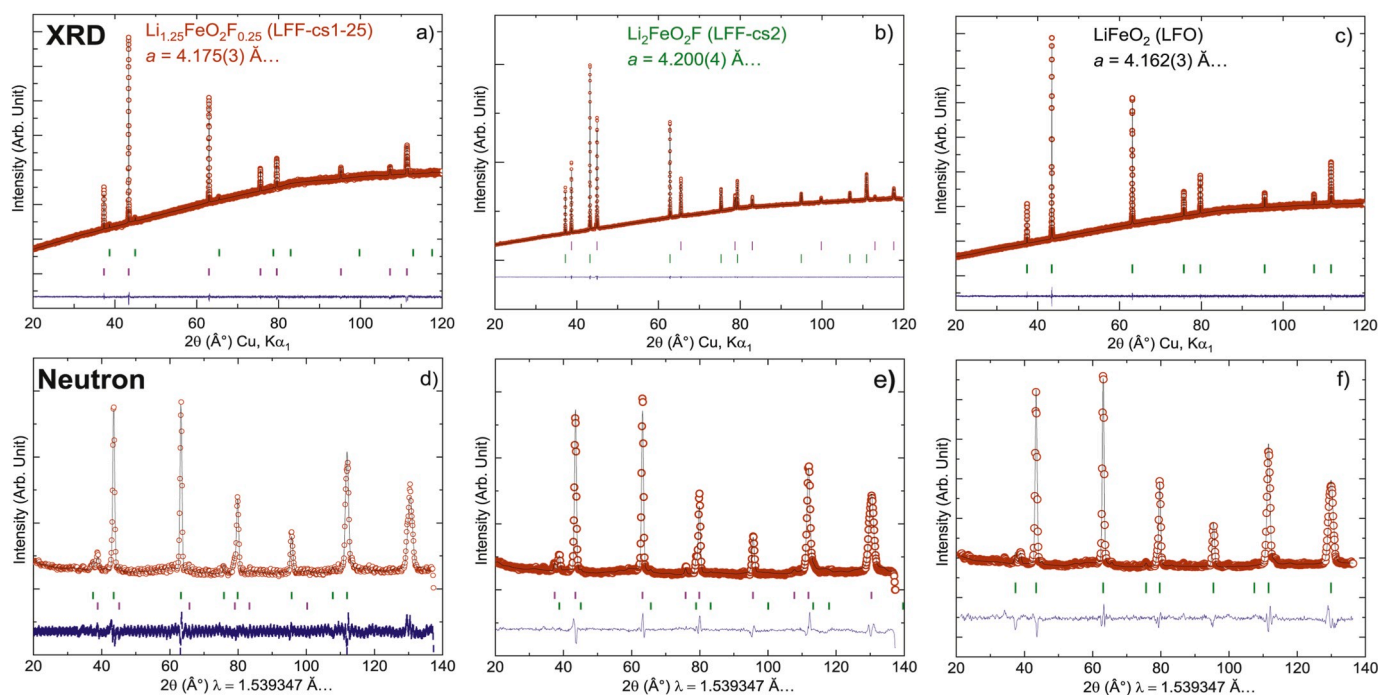 XRD
Li1.25FeO2F0.25 (LFF-cs1-25)
a = 4.175(3) Ă…
a)
Intensity (Arb. Unit)
20 40 60 80 100 120
2θ (Â°) Cu, Kα1
Li2FeO2F (LFF-cs2)
a = 4.200(4) Ă…
b)
Intensity (Arb. Unit)
20 40 60 80 100 120
2θ (Â°) Cu, Kα1
LiFeO2 (LFO)
a = 4.162(3) Ă…
c)
Intensity (Arb. Unit)
20 40 60 80 100 120
2θ (Â°) Cu, Kα1
Neutron
d)
Intensity (Arb. Unit)
20 40 60 80 100 120 140
2θ (Â°) λ = 1.539347 Ă…
e)
Intensity (Arb. Unit)
20 40 60 80 100 120 140
2θ (Â°) λ = 1.539347 Ă…
f)
Intensity (Arb. Unit)
20 40 60 80 100 120 140
2θ (Â°) λ = 1.539347 Ă…